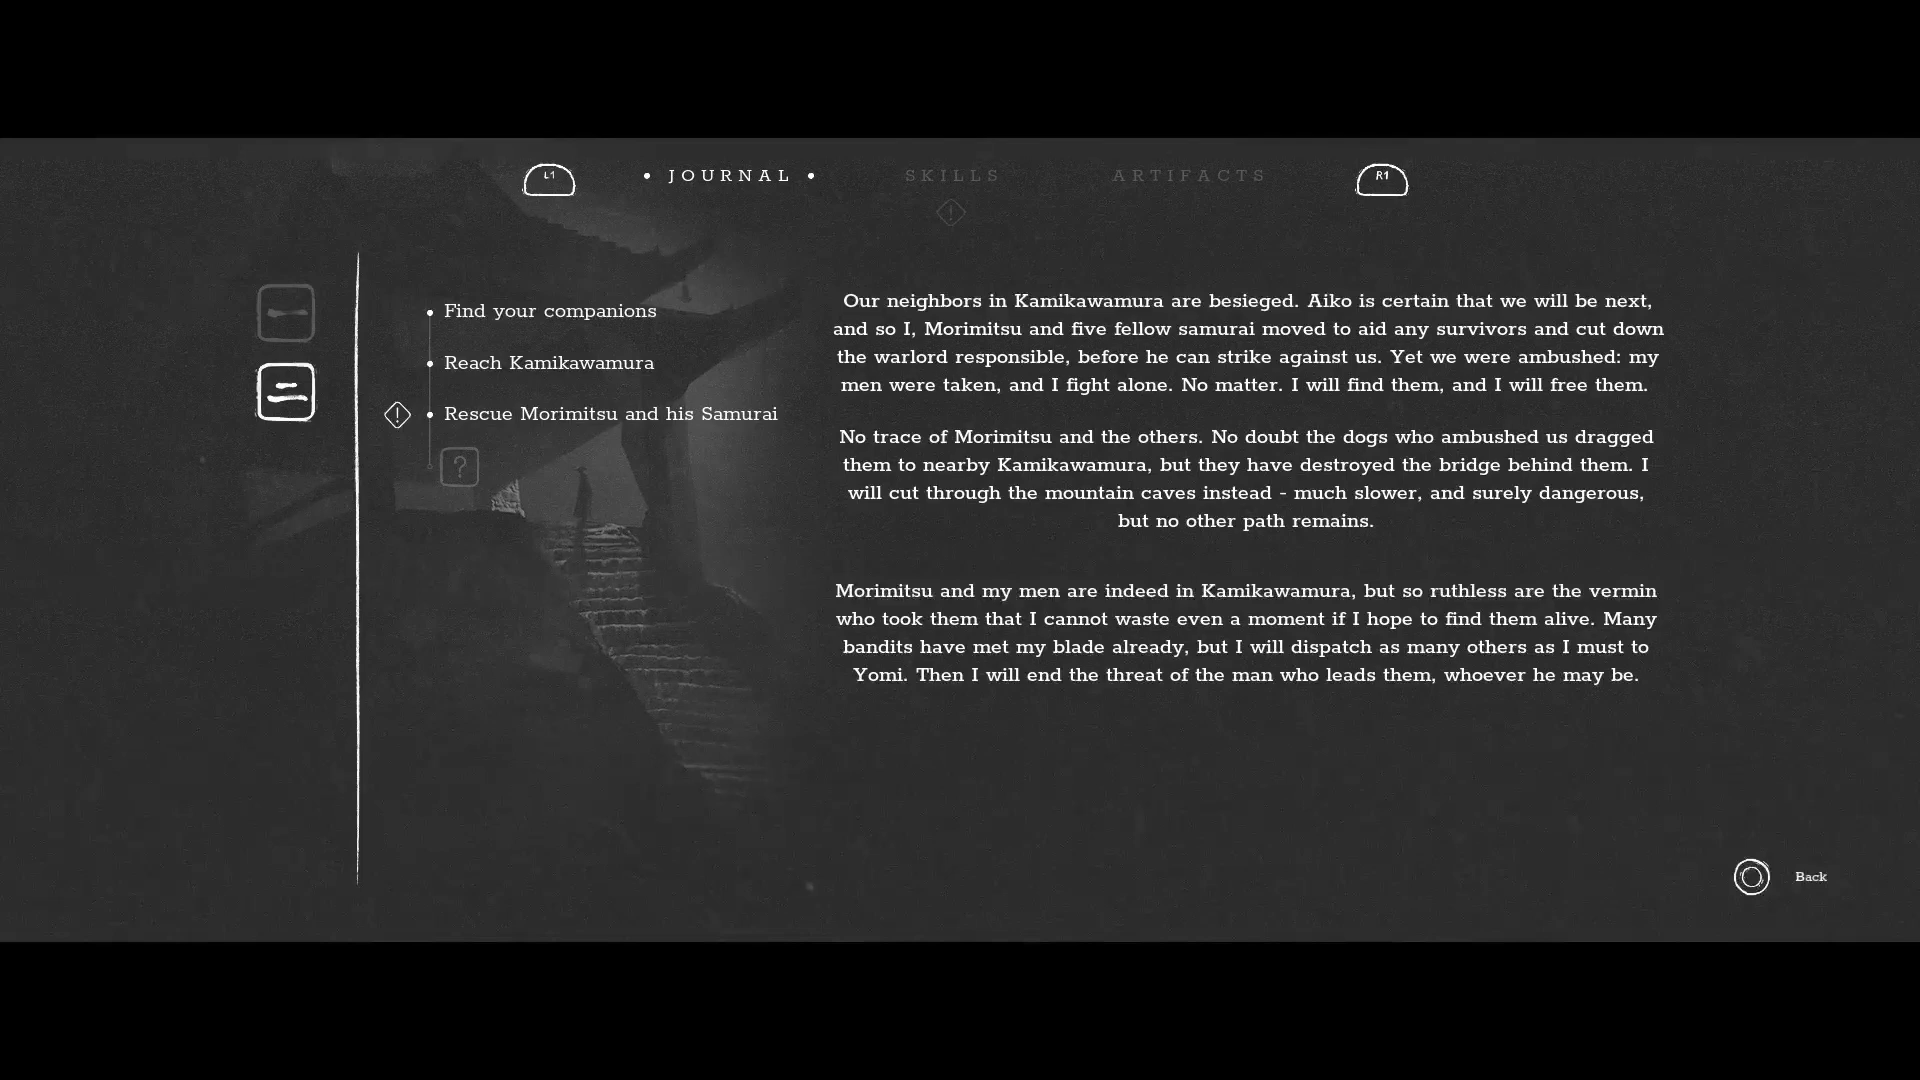 L1
• JOURNAL •
SKILLS
ARTIFACTS
R1
!
一
二
• Find your companions
• Reach Kamikawamura
! • Rescue Morimitsu and his Samurai
?
Our neighbors in Kamikawamura are besieged. Aiko is certain that we will be next,
and so I, Morimitsu and five fellow samurai moved to aid any survivors and cut down
the warlord responsible, before he can strike against us. Yet we were ambushed: my
men were taken, and I fight alone. No matter. I will find them, and I will free them.
No trace of Morimitsu and the others. No doubt the dogs who ambushed us dragged
them to nearby Kamikawamura, but they have destroyed the bridge behind them. I
will cut through the mountain caves instead - much slower, and surely dangerous,
but no other path remains.
Morimitsu and my men are indeed in Kamikawamura, but so ruthless are the vermin
who took them that I cannot waste even a moment if I hope to find them alive. Many
bandits have met my blade already, but I will dispatch as many others as I must to
Yomi. Then I will end the threat of the man who leads them, whoever he may be.
Back